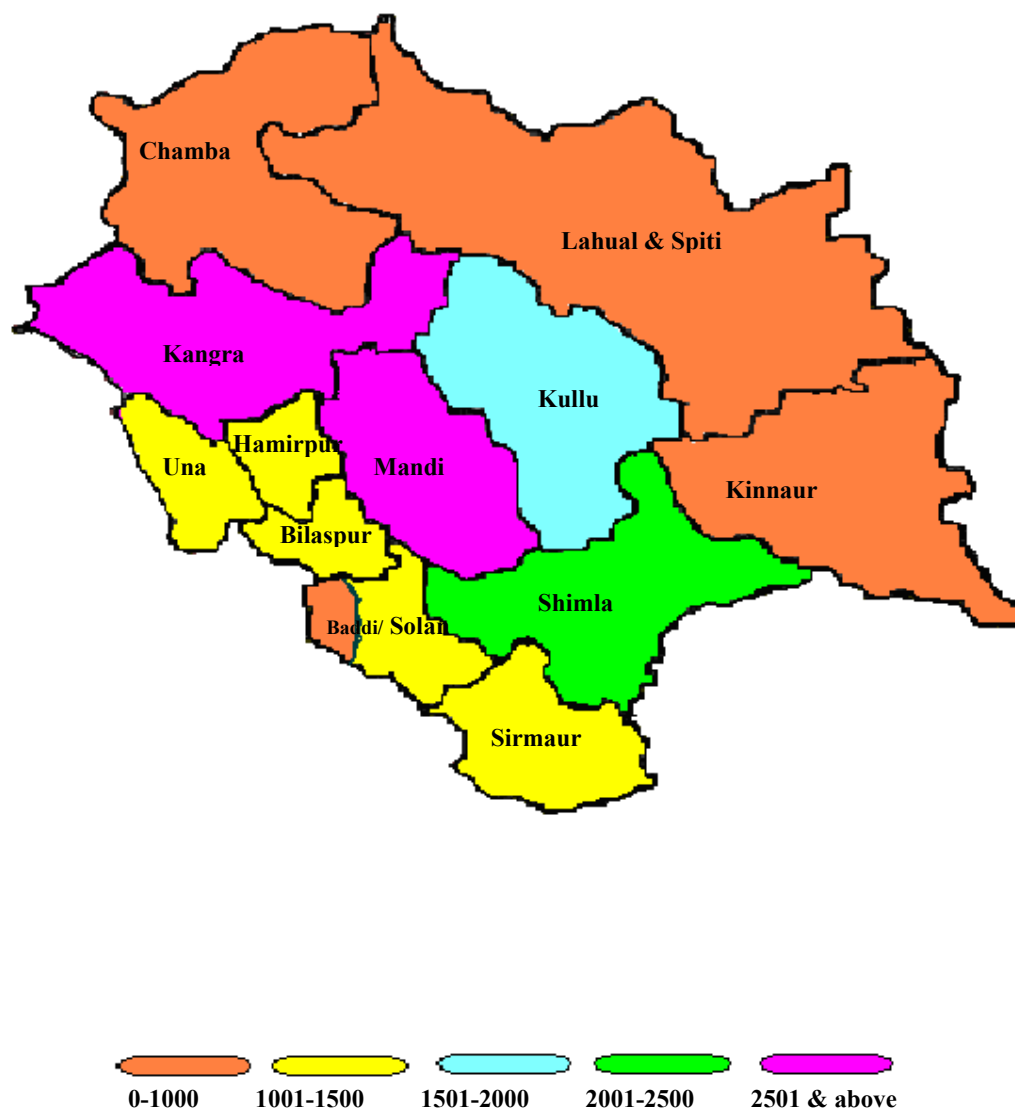 Chamba
Lahual & Spiti
Kangra
Kullu
Hamirpur
Una
Mandi
Kinnaur
Bilaspur
Shimla
Baddi/ Solan
Sirmaur
0-1000 1001-1500 1501-2000 2001-2500 2501 & above